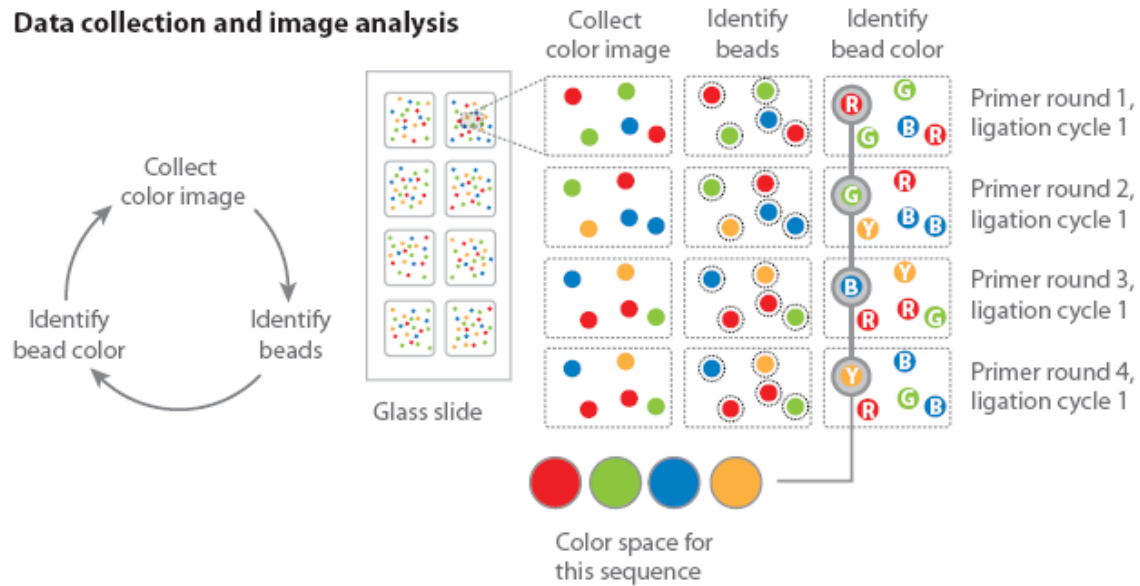 Data collection and image analysis
Collect
color image
Identify
beads
Identify
bead color
Collect
color image
Identify
beads
Identify
bead color
Glass slide
R
G
G
B
R
Primer round 1,
ligation cycle 1
G
R
Y
B
B
Primer round 2,
ligation cycle 1
B
Y
R
R
G
Primer round 3,
ligation cycle 1
Y
B
R
G
B
Primer round 4,
ligation cycle 1
Color space for
this sequence